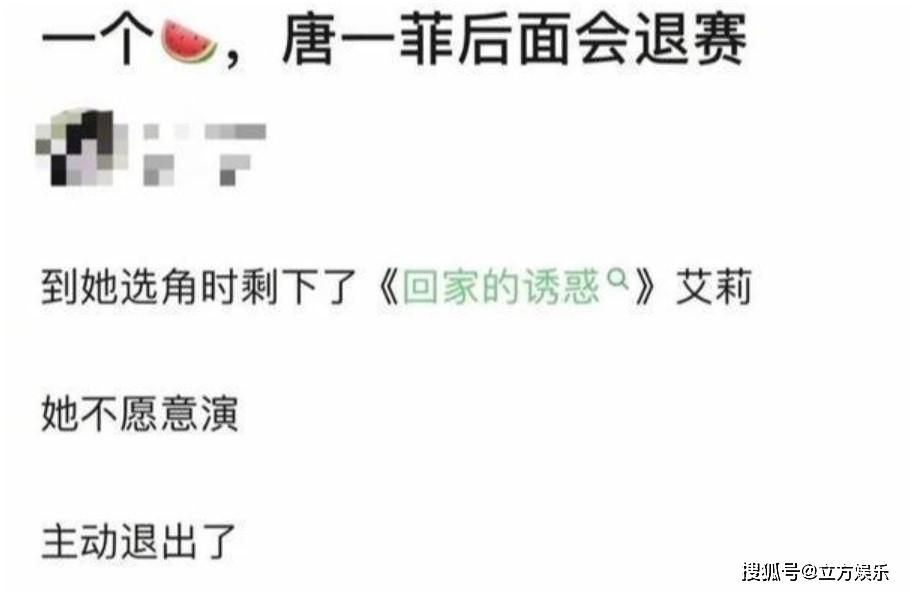 一个🍉，唐一菲后面会退赛
到她选角时剩下了《回家的诱惑》艾莉
她不愿意演
主动退出了
搜狐号@立方娱乐